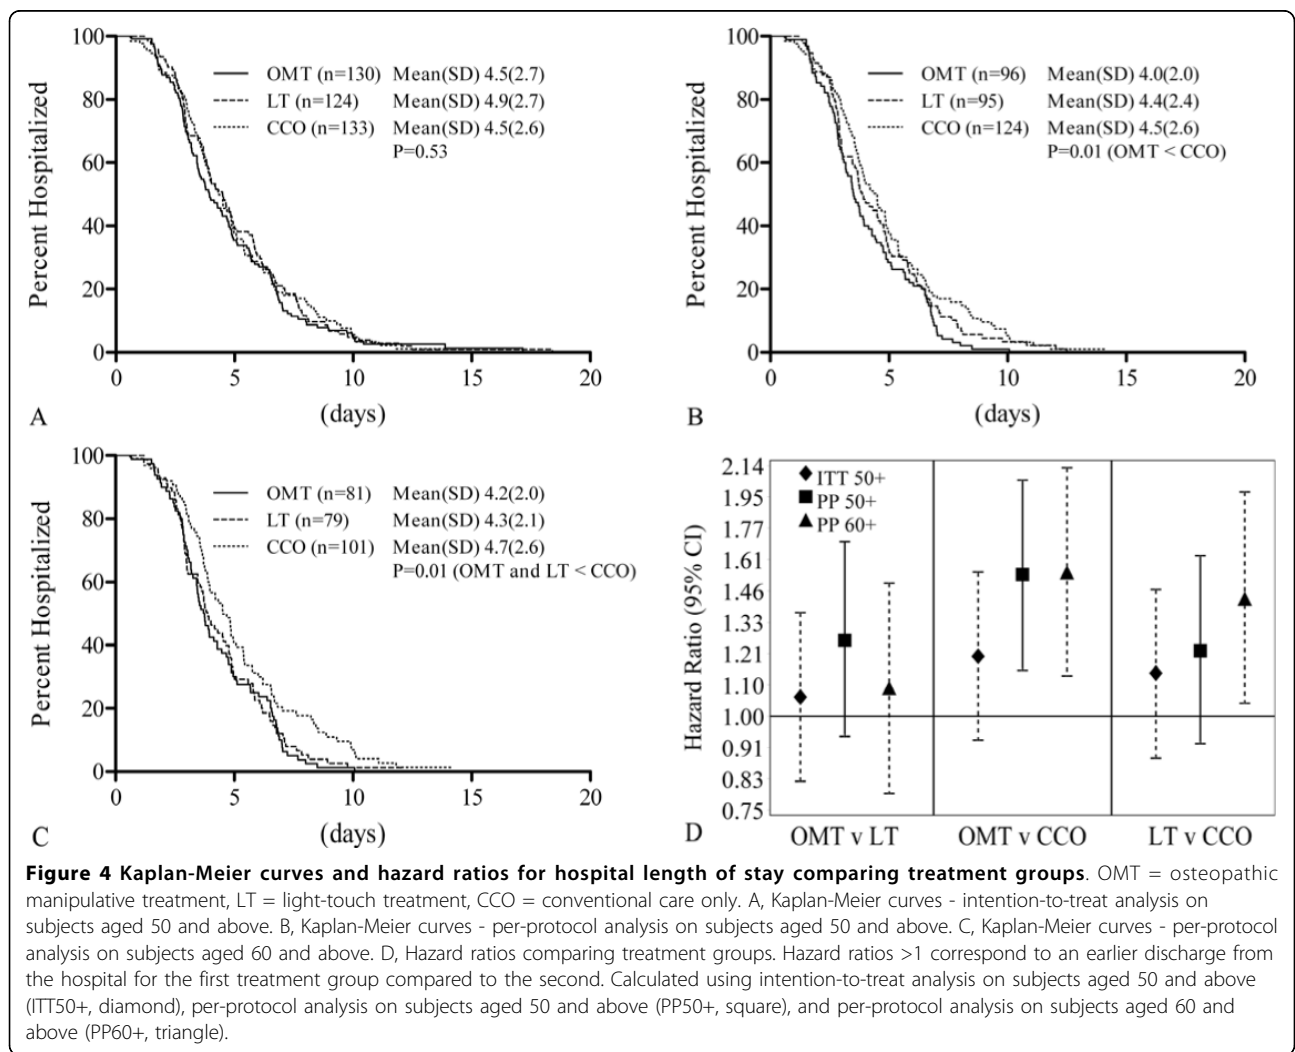 100
80
60
40
20
0
Percent Hospitalized
OMT (n=130) Mean(SD) 4.5(2.7)
LT (n=124) Mean(SD) 4.9(2.7)
CCO (n=133) Mean(SD) 4.5(2.6)
P=0.53
0 5 10 15 20
(days)
A
100
80
60
40
20
0
Percent Hospitalized
OMT (n=96) Mean(SD) 4.0(2.0)
LT (n=95) Mean(SD) 4.4(2.4)
CCO (n=124) Mean(SD) 4.5(2.6)
P=0.01 (OMT < CCO)
0 5 10 15 20
(days)
B
100
80
60
40
20
0
Percent Hospitalized
OMT (n=81) Mean(SD) 4.2(2.0)
LT (n=79) Mean(SD) 4.3(2.1)
CCO (n=101) Mean(SD) 4.7(2.6)
P=0.01 (OMT and LT < CCO)
0 5 10 15 20
(days)
C
2.14
1.95
1.77
1.61
1.46
1.33
1.21
1.10
1.00
0.91
0.83
0.75
Hazard Ratio (95% CI)
ITT 50+
PP 50+
PP 60+
OMT v LT OMT v CCO LT v CCO
D
Figure 4 Kaplan-Meier curves and hazard ratios for hospital length of stay comparing treatment groups. OMT = osteopathic
manipulative treatment, LT = light-touch treatment, CCO = conventional care only. A, Kaplan-Meier curves - intention-to-treat analysis on
subjects aged 50 and above. B, Kaplan-Meier curves - per-protocol analysis on subjects aged 50 and above. C, Kaplan-Meier curves - per-protocol
analysis on subjects aged 60 and above. D, Hazard ratios comparing treatment groups. Hazard ratios >1 correspond to an earlier discharge from
the hospital for the first treatment group compared to the second. Calculated using intention-to-treat analysis on subjects aged 50 and above
(ITT50+, diamond), per-protocol analysis on subjects aged 50 and above (PP50+, square), and per-protocol analysis on subjects aged 60 and
above (PP60+, triangle).